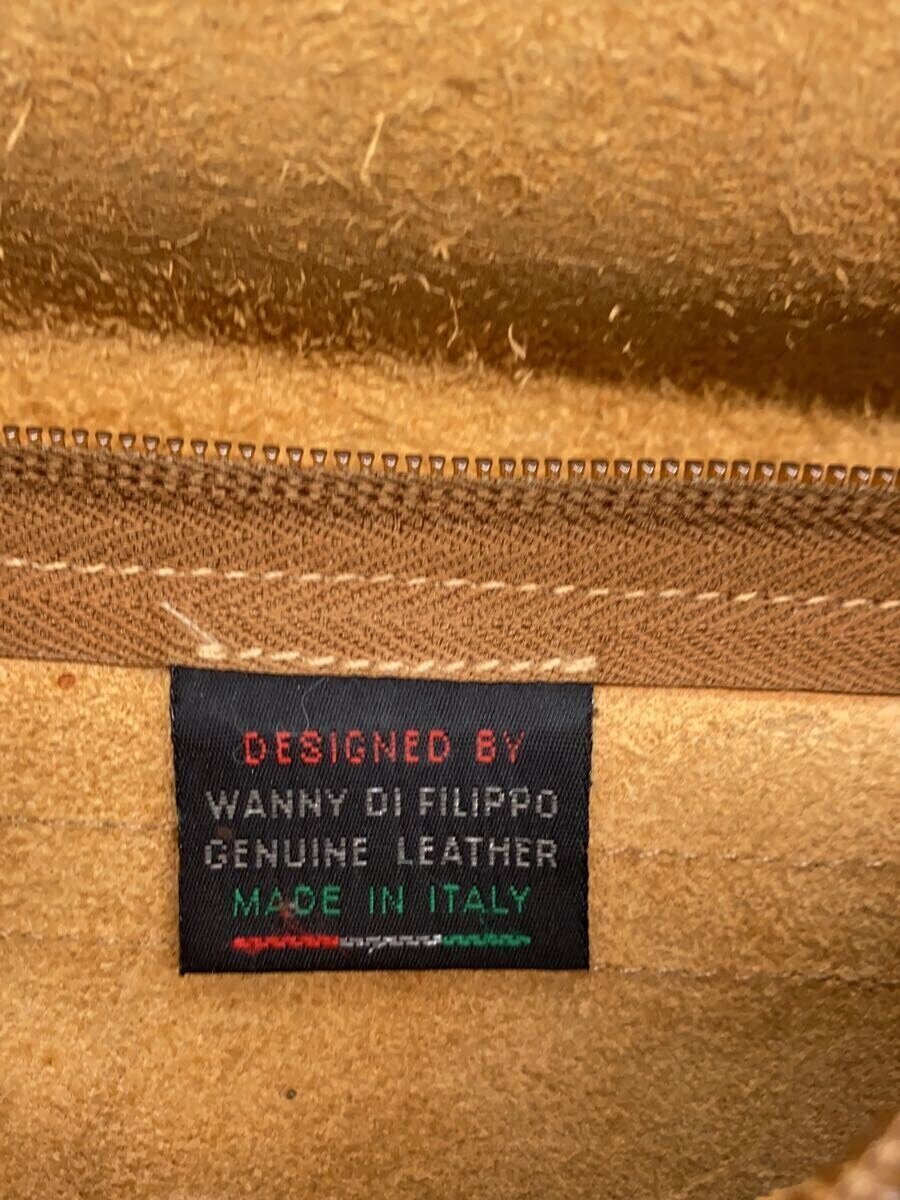 DESIGNED BY
WANNY DI FILIPPO
GENUINE LEATHER
MADE IN ITALY